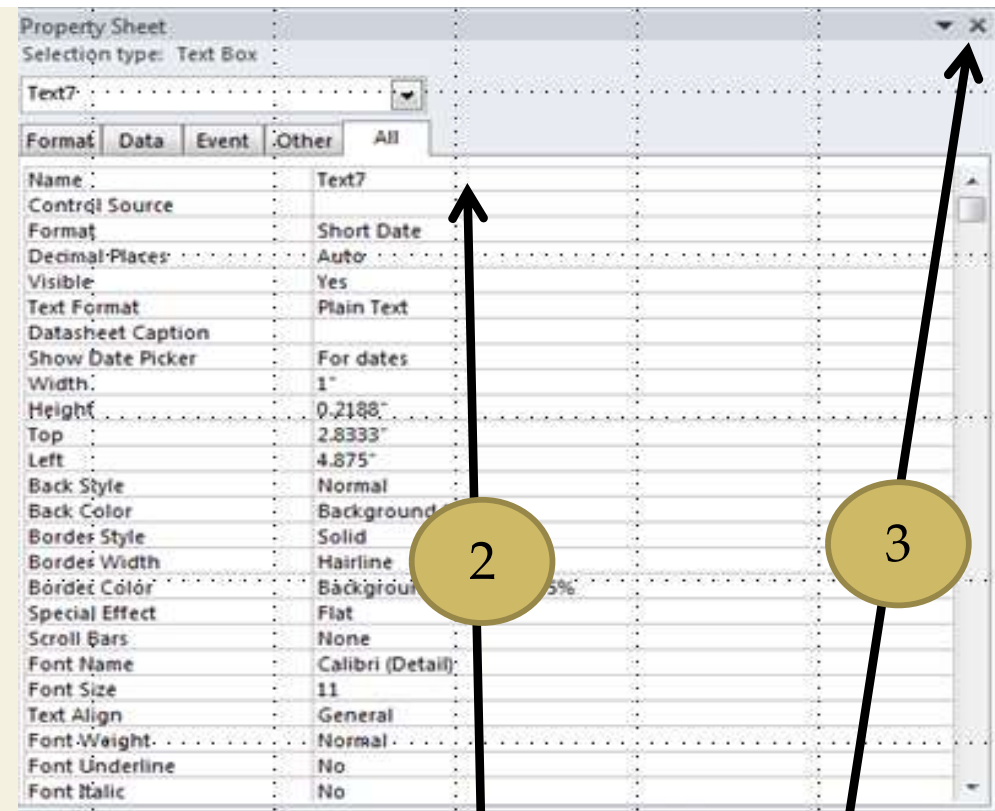 Property Sheet
Selection type: Text Box
Text7
Format Data Event Other All
Name Text7
Control Source
Format Short Date
Decimal Places Auto
Visible Yes
Text Format Plain Text
Datasheet Caption
Show Date Picker For dates
Width 1"
Height 0.2188"
Top 2.8333"
Left 4.875"
Back Style Normal
Back Color Background
Border Style Solid
Border Width Hairline
Border Color 5%
Special Effect Flat
Scroll Bars None
Font Name Calibri (Detail)
Font Size 11
Text Align General
Font Weight Normal
Font Underline No
Font Italic No
2
3